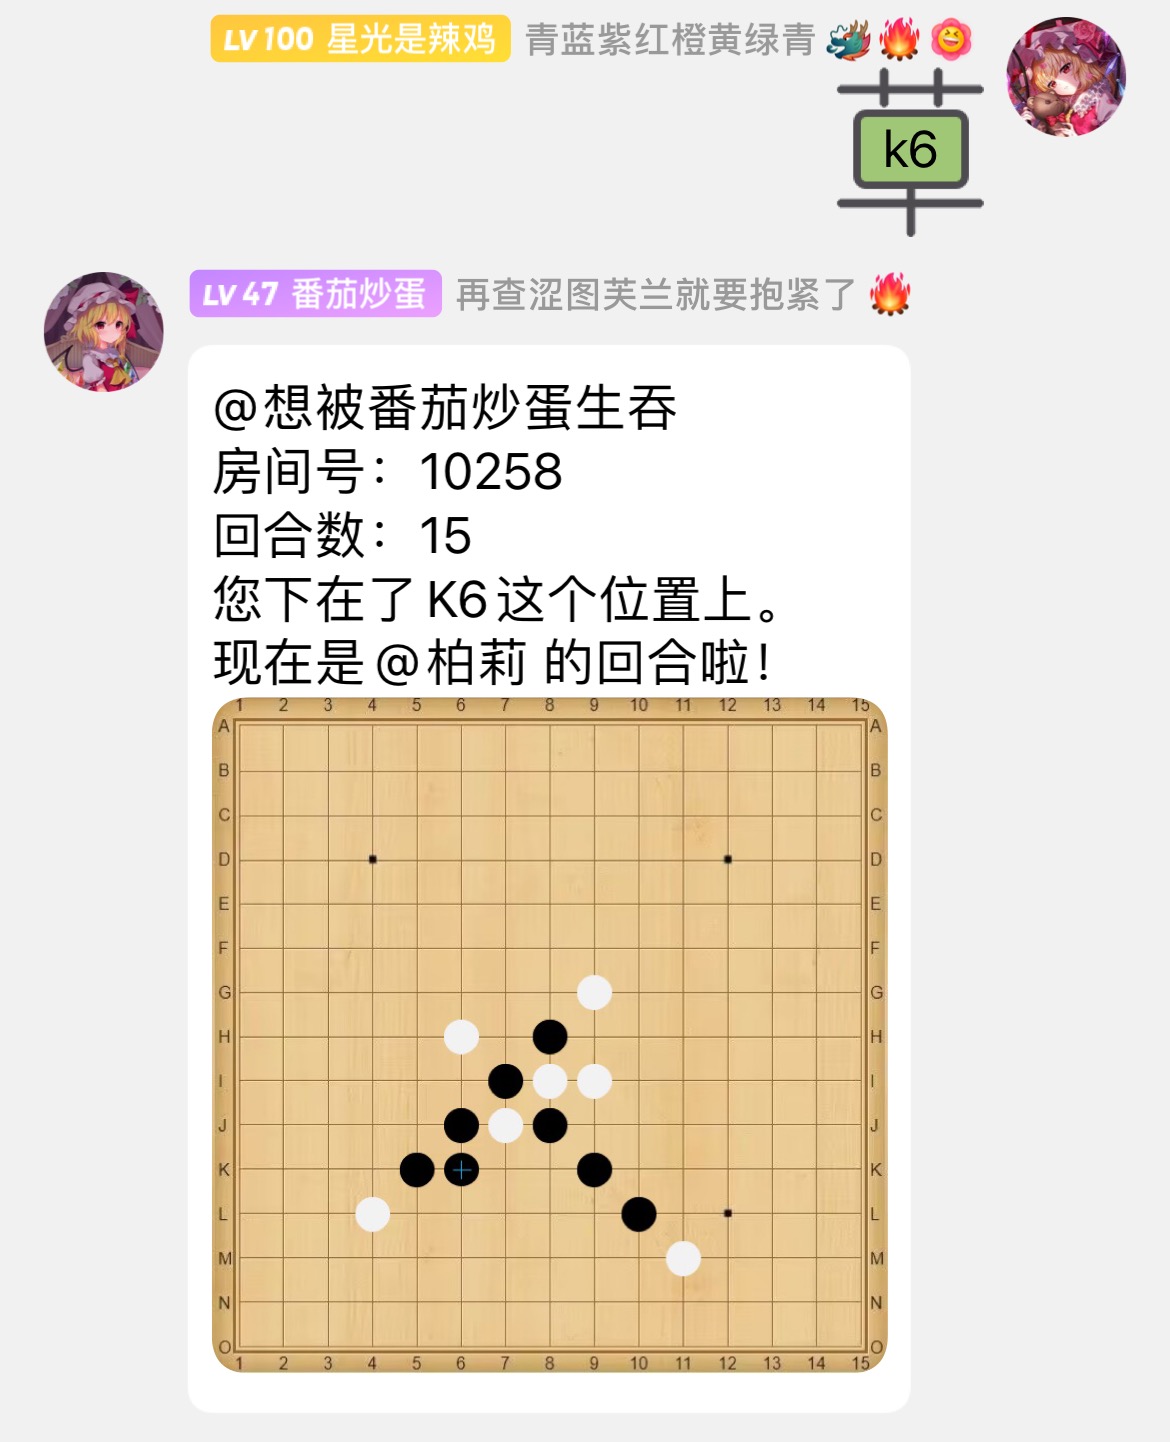 LV 100 星光是辣鸡 青蓝紫红橙黄绿青🐲🔥
k6
LV 47 番茄炒蛋 再查涩图芙兰就要抱紧了🔥
@想被番茄炒蛋生吞
房间号：10258
回合数：15
您下在了K6这个位置上。
现在是@柏莉 的回合啦！
1 2 3 4 5 6 7 8 9 10 11 12 13 14 15
A A
B B
C C
D D
E E
F F
G G
H H
I I
J J
K K
L L
M M
N N
O O
1 2 3 4 5 6 7 8 9 10 11 12 13 14 15